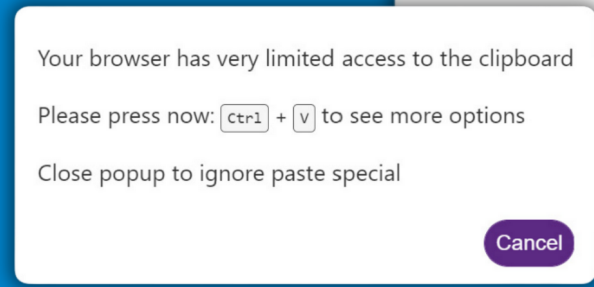 Your browser has very limited access to the clipboard
Please press now: Ctrl + V to see more options
Close popup to ignore paste special
Cancel